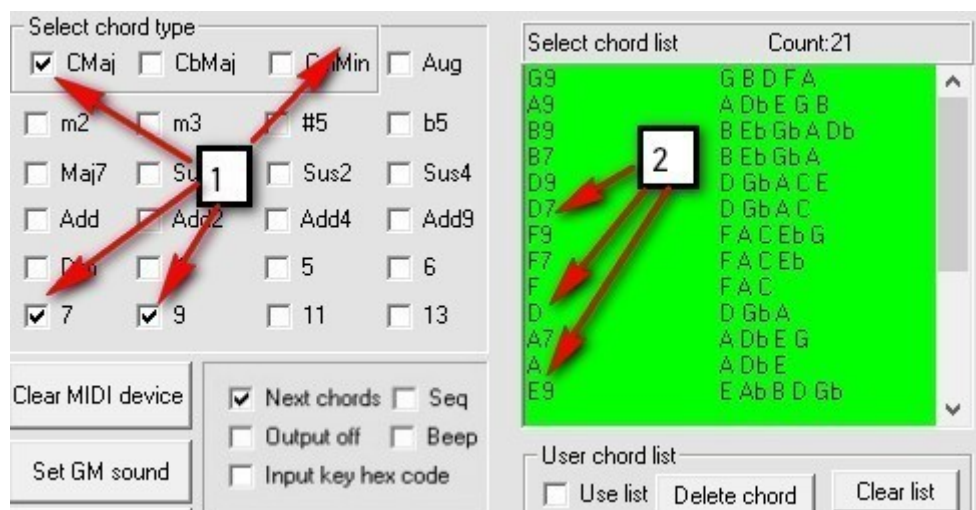 Select chord type
CMaj CbMaj Aug
m2 m3 #5 b5
Maj7 1 Sus2 Sus4
Add Add2 Add4 Add9
5 6
7 9 11 13
Clear MIDI device
Set GM sound
Next chords Seq
Output off Beep
Input key hex code
Select chord list Count:21
G9 G B D F A
A9 A Db E G B
B9 B Eb Gb A Db
B7 B Eb Gb A
2
D9 D Gb A C E
D7 D Gb A C
F9 F A C Eb G
F7 F A C Eb
F F A C
D D Gb A
A7 A Db E G
A A Db E
E9 E Ab B D Gb
User chord list
Use list Delete chord Clear list